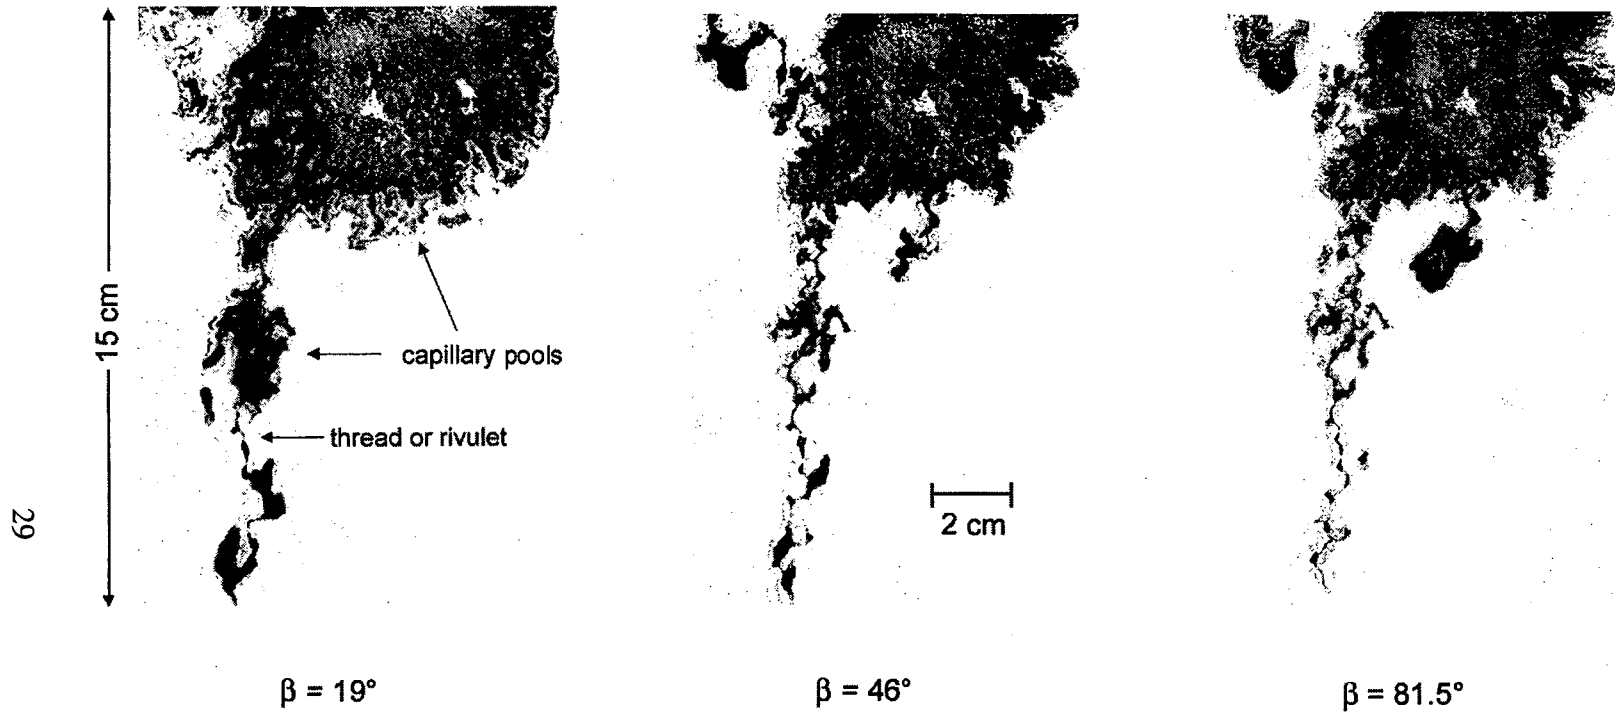 15 cm
capillary pools
thread or rivulet
2 cm
29
β = 19°
β = 46°
β = 81.5°